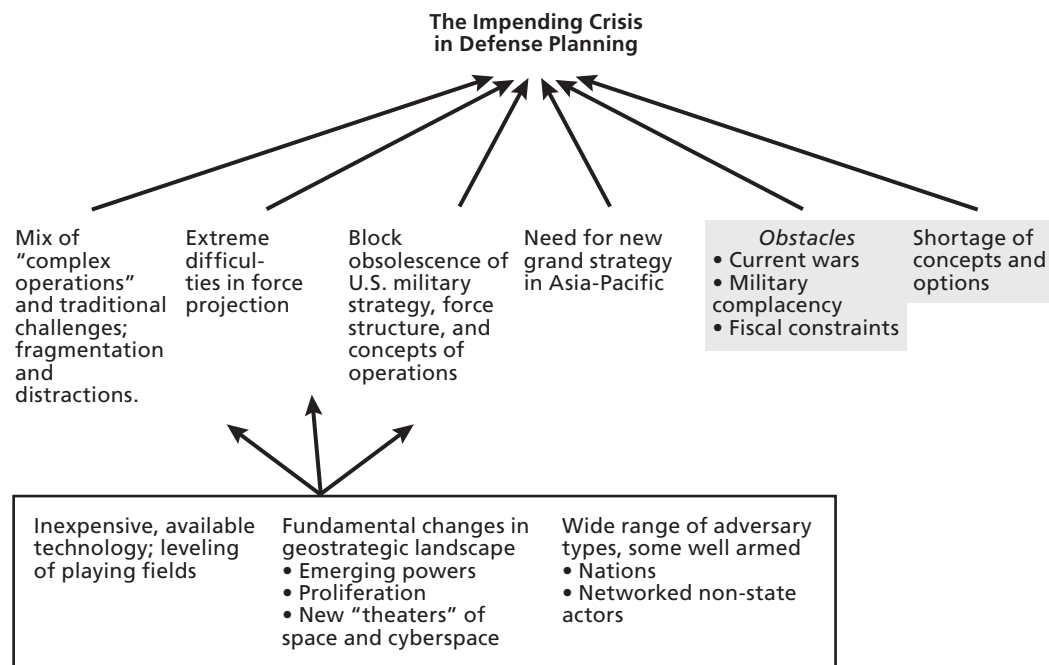 The Impending Crisis
in Defense Planning
Mix of
“complex
operations”
and traditional
challenges;
fragmentation
and
distractions.
Extreme
difficul-
ties in force
projection
Block
obsolescence of
U.S. military
strategy, force
structure, and
concepts of
operations
Need for new
grand strategy
in Asia-Pacific
Obstacles
• Current wars
• Military
complacency
• Fiscal constraints
Shortage of
concepts and
options
Inexpensive, available
technology; leveling
of playing fields
Fundamental changes in
geostrategic landscape
• Emerging powers
• Proliferation
• New “theaters” of
space and cyberspace
Wide range of adversary
types, some well armed
• Nations
• Networked non-state
actors